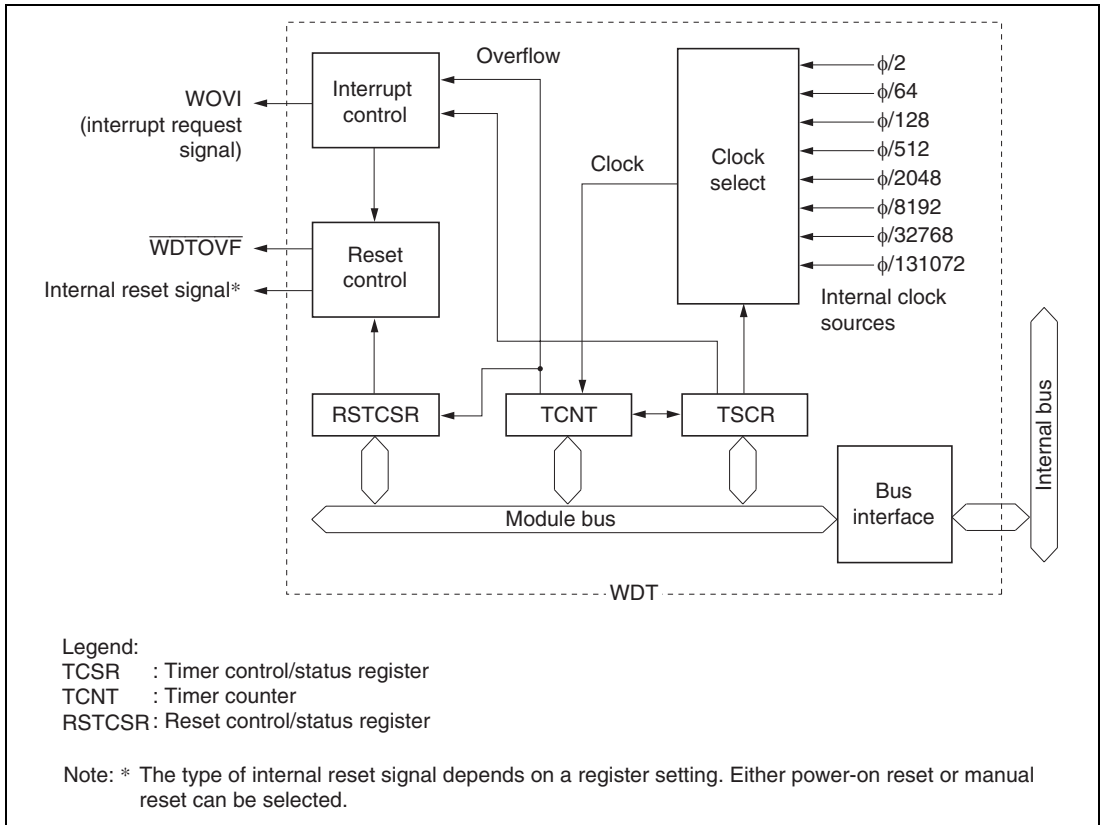 Overflow
Interrupt
control
WOVI
(interrupt request
signal)
Clock
Clock
select
ϕ/2
ϕ/64
ϕ/128
ϕ/512
ϕ/2048
ϕ/8192
ϕ/32768
ϕ/131072
Internal clock
sources
WDTOVF
Internal reset signal*
Reset
control
RSTCSR
TCNT
TSCR
Module bus
Bus
interface
Internal bus
WDT
Legend:
TCSR : Timer control/status register
TCNT : Timer counter
RSTCSR : Reset control/status register
Note: * The type of internal reset signal depends on a register setting. Either power-on reset or manual
reset can be selected.